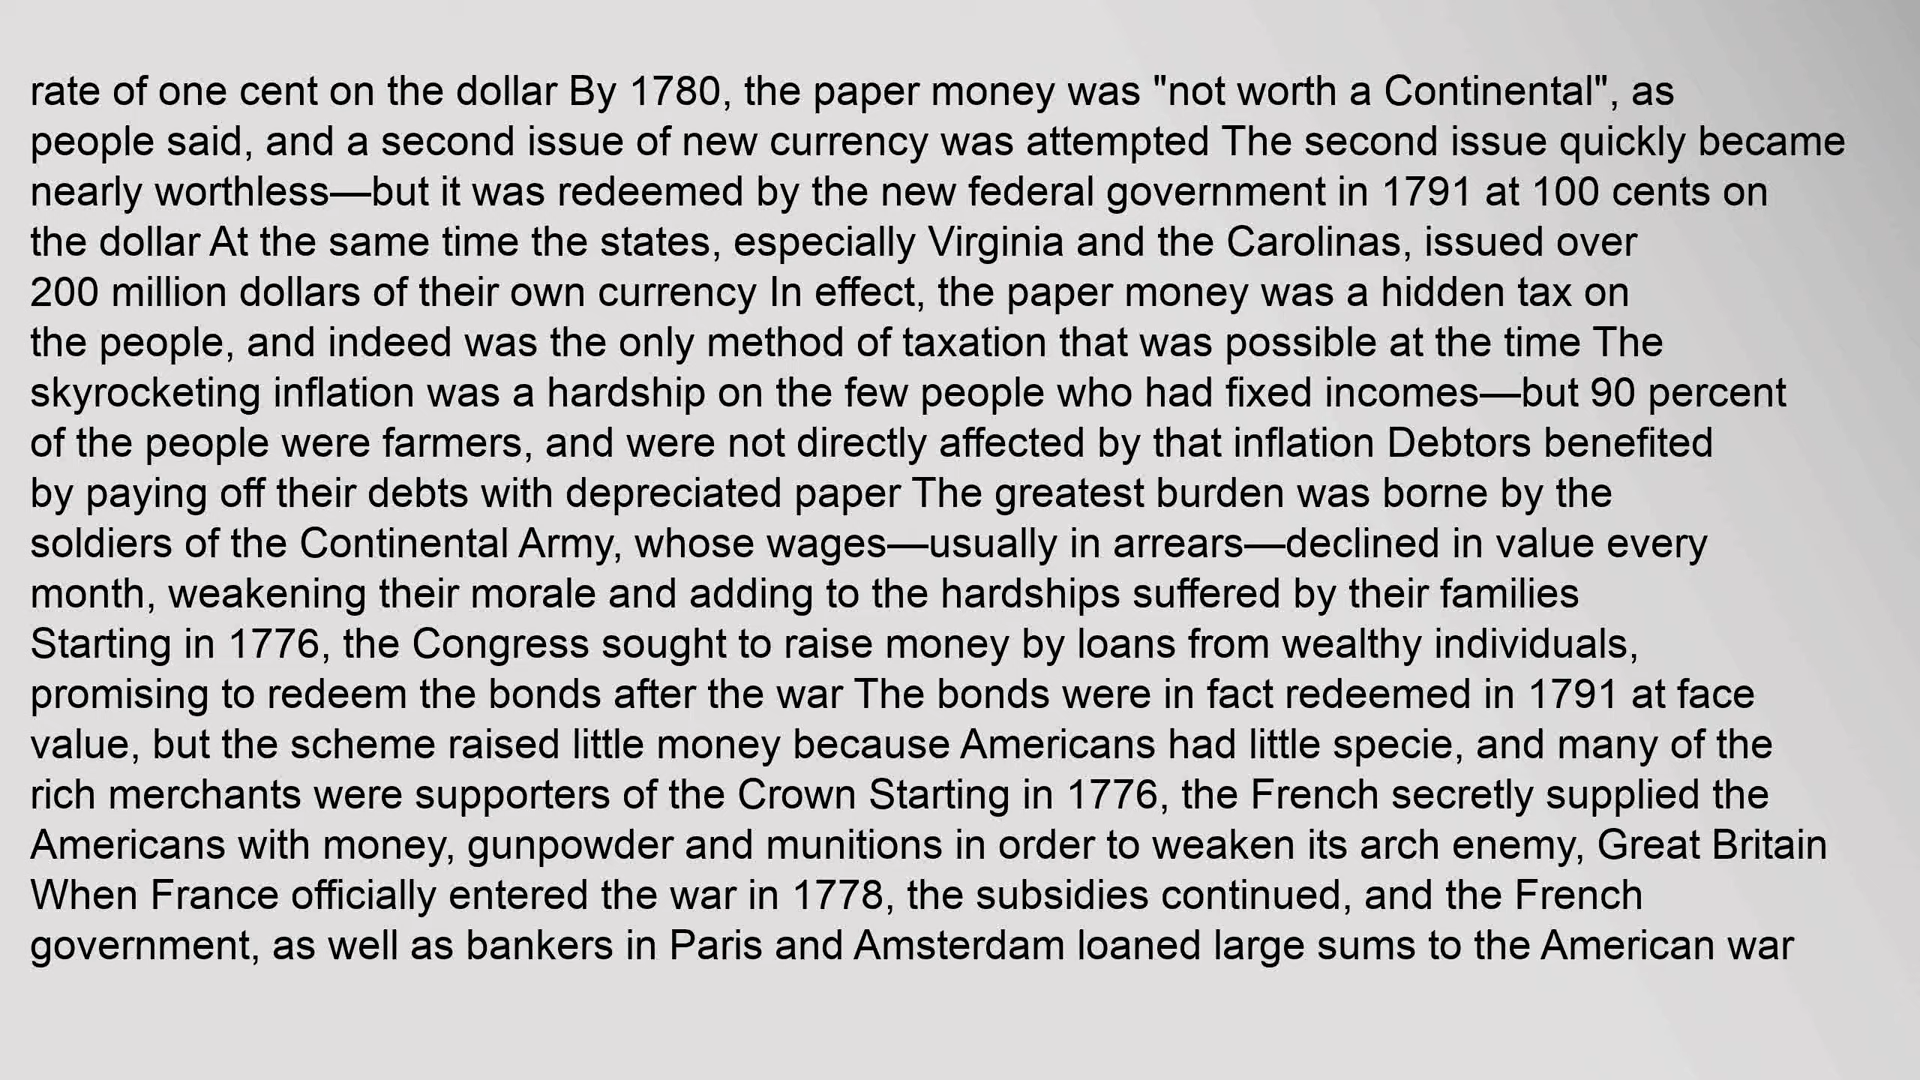 rate of one cent on the dollar By 1780, the paper money was "not worth a Continental", as
people said, and a second issue of new currency was attempted The second issue quickly became
nearly worthless—but it was redeemed by the new federal government in 1791 at 100 cents on
the dollar At the same time the states, especially Virginia and the Carolinas, issued over
200 million dollars of their own currency In effect, the paper money was a hidden tax on
the people, and indeed was the only method of taxation that was possible at the time The
skyrocketing inflation was a hardship on the few people who had fixed incomes—but 90 percent
of the people were farmers, and were not directly affected by that inflation Debtors benefited
by paying off their debts with depreciated paper The greatest burden was borne by the
soldiers of the Continental Army, whose wages—usually in arrears—declined in value every
month, weakening their morale and adding to the hardships suffered by their families
Starting in 1776, the Congress sought to raise money by loans from wealthy individuals,
promising to redeem the bonds after the war The bonds were in fact redeemed in 1791 at face
value, but the scheme raised little money because Americans had little specie, and many of the
rich merchants were supporters of the Crown Starting in 1776, the French secretly supplied the
Americans with money, gunpowder and munitions in order to weaken its arch enemy, Great Britain
When France officially entered the war in 1778, the subsidies continued, and the French
government, as well as bankers in Paris and Amsterdam loaned large sums to the American war